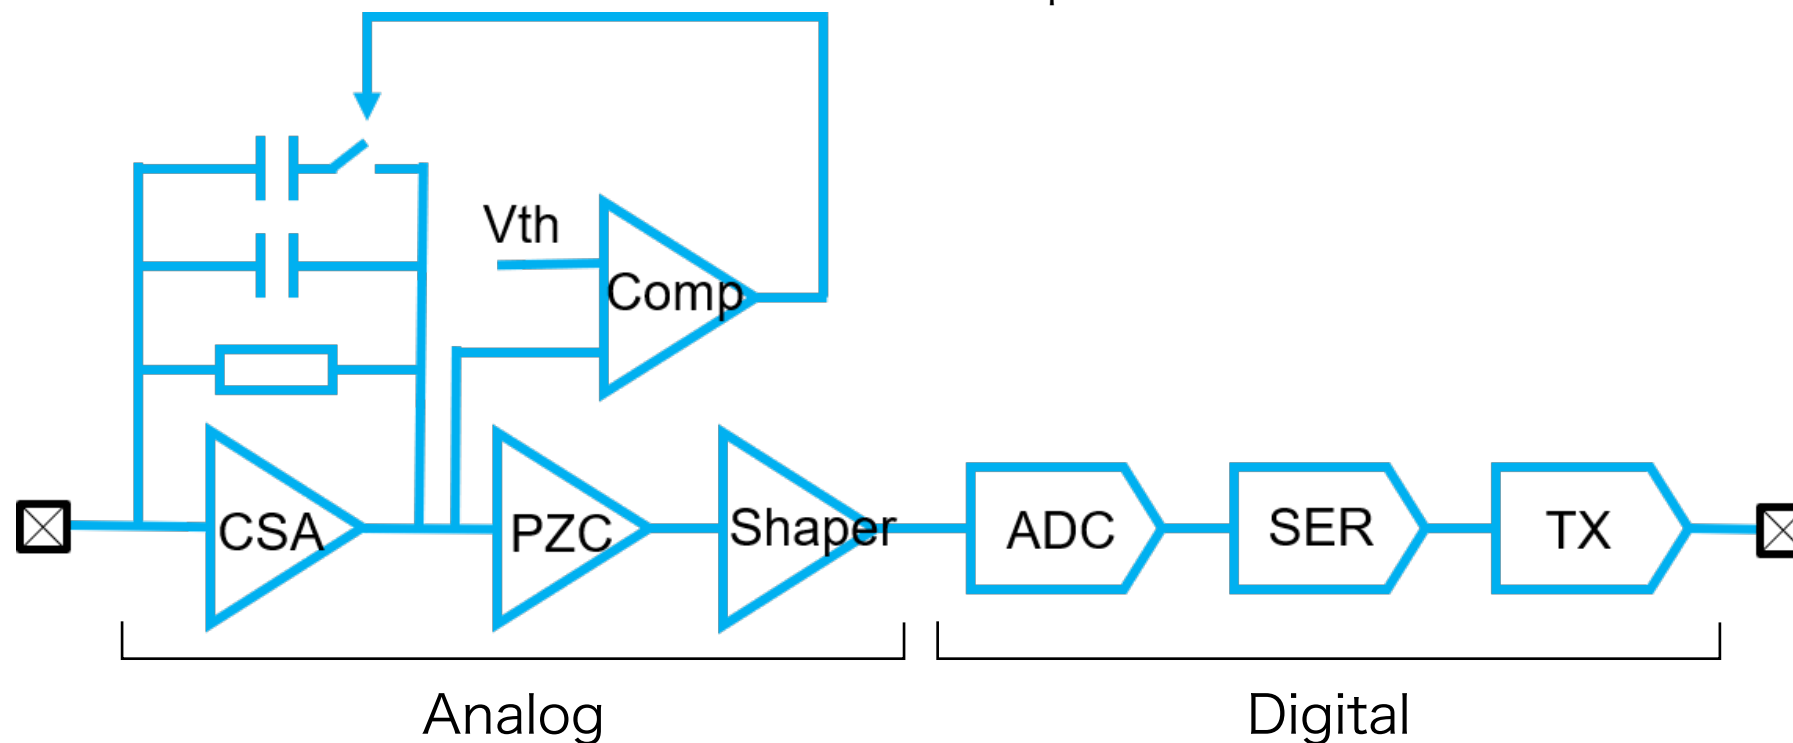 Vth
Comp
CSA
PZC
Shaper
ADC
SER
TX
Analog
Digital